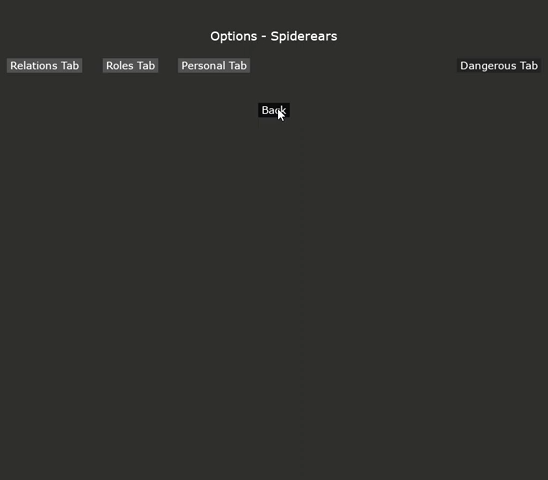 Options - Spiderears
Relations Tab Roles Tab Personal Tab Dangerous Tab
Back